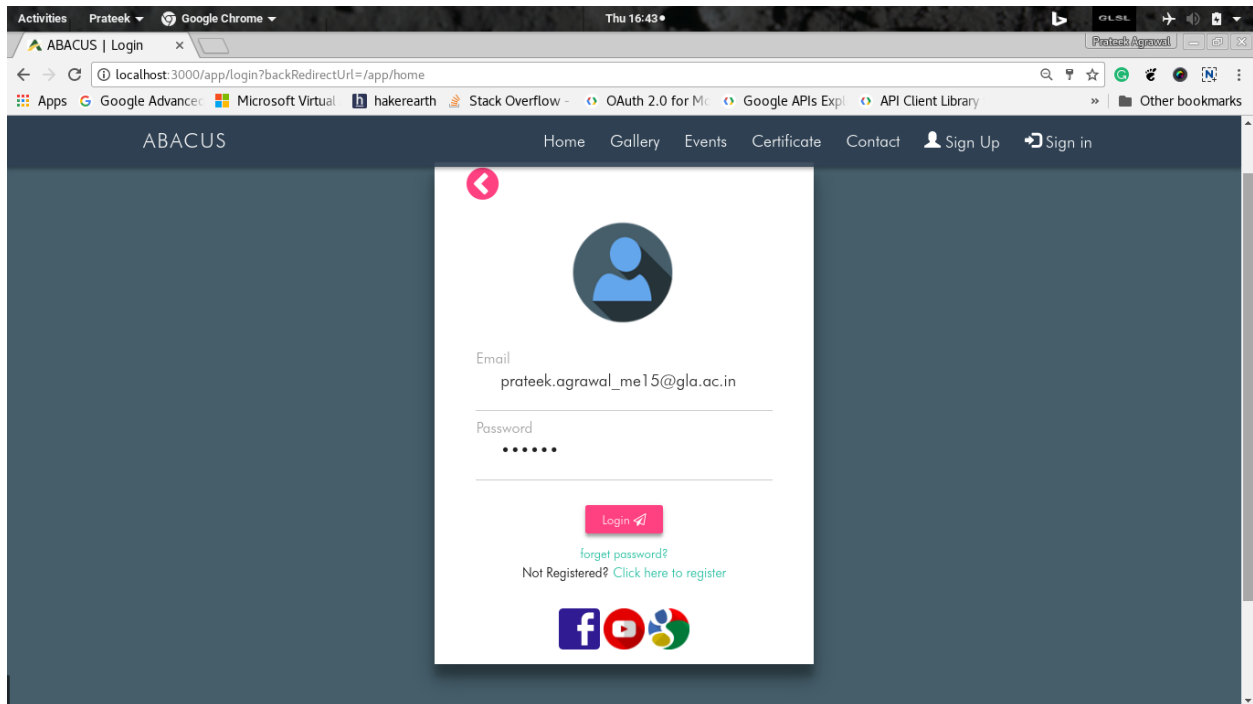 Activities Prateek Google Chrome Thu 16:43 GLSL
ABACUS | Login Prateek Agrawal
localhost:3000/app/login?backRedirectUrl=/app/home
Apps Google Advanced Microsoft Virtual hakerearth Stack Overflow - OAuth 2.0 for Mo Google APIs Expl API Client Library » Other bookmarks
ABACUS Home Gallery Events Certificate Contact Sign Up Sign in
Email
prateek.agrawal_me15@gla.ac.in
Password
••••••
Login
forget password?
Not Registered? Click here to register